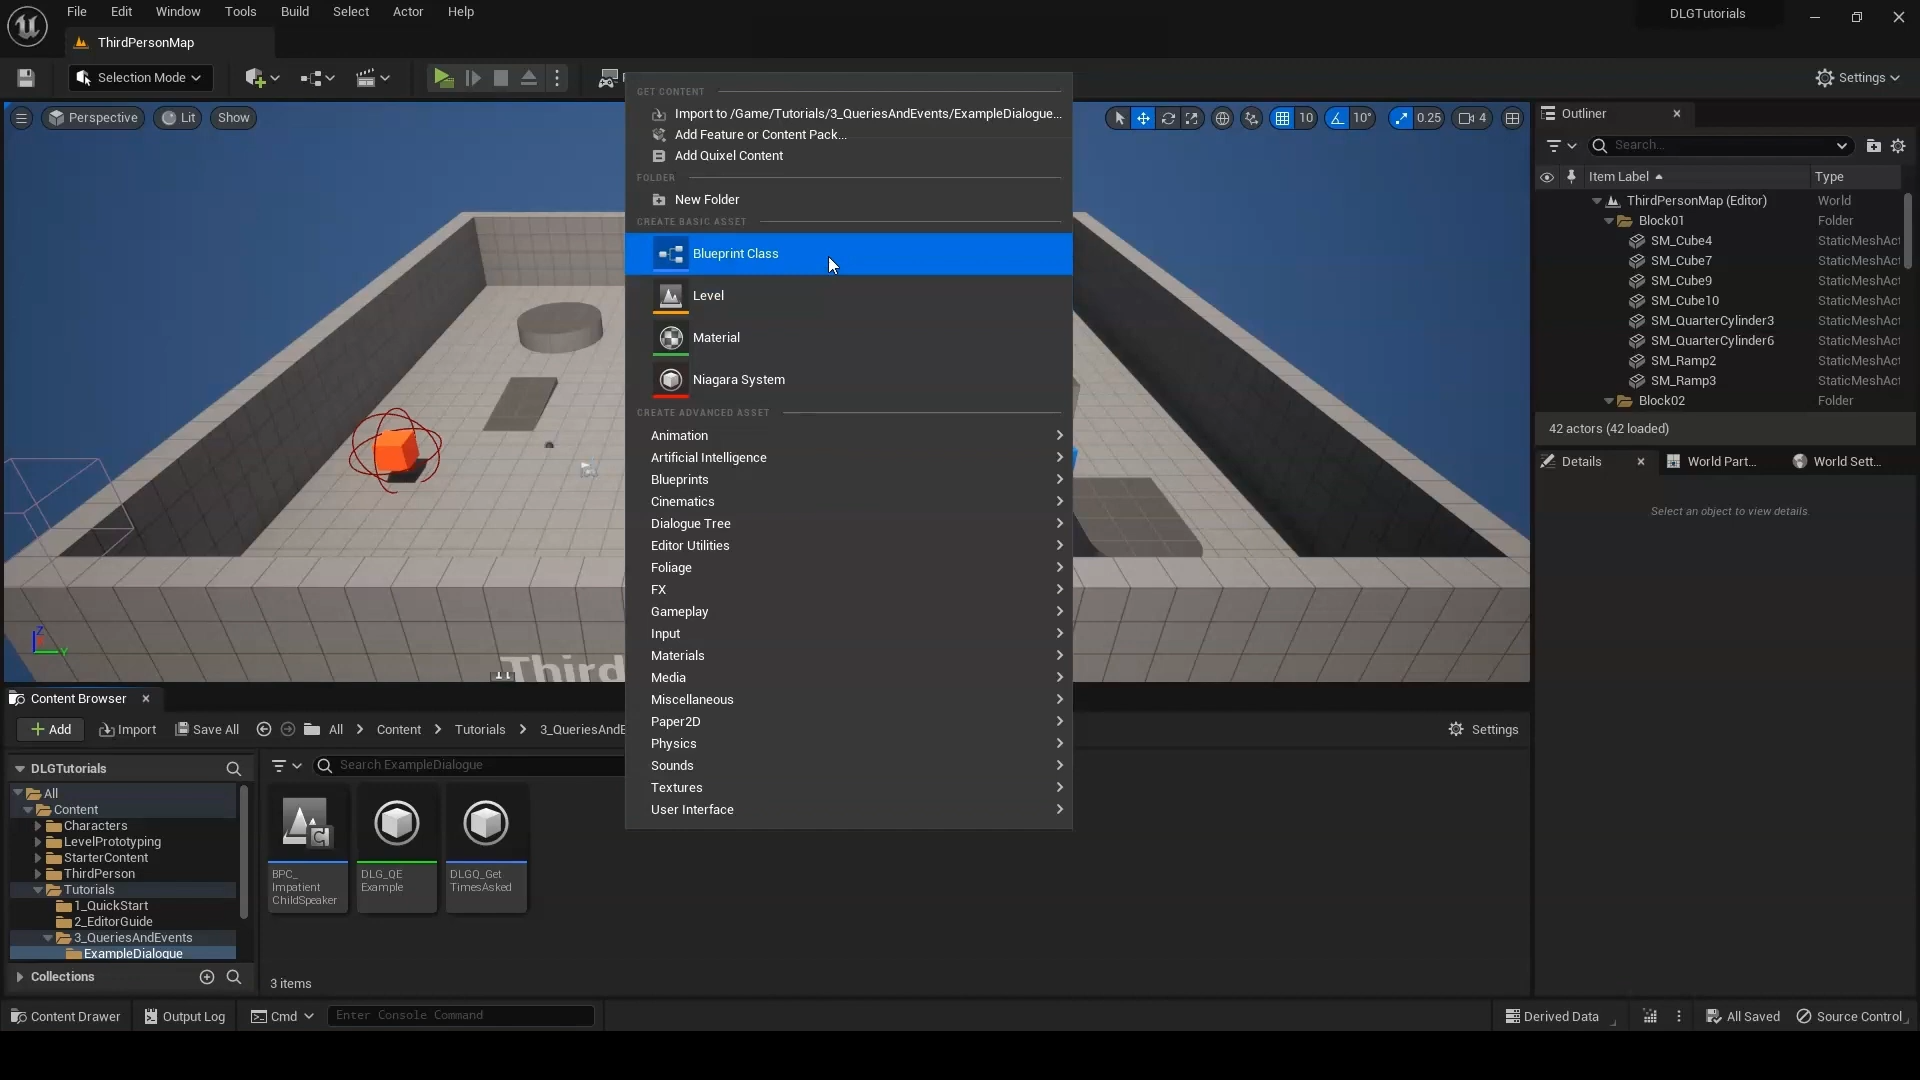 File Edit Window Tools Build Select Actor Help
DLGTutorials
ThirdPersonMap
Selection Mode
Settings
Perspective
Lit
Show
10
10°
0.25
4
GET CONTENT
Import to /Game/Tutorials/3_QueriesAndEvents/ExampleDialogue...
Add Feature or Content Pack...
Add Quixel Content
FOLDER
New Folder
CREATE BASIC ASSET
Blueprint Class
Level
Material
Niagara System
CREATE ADVANCED ASSET
Animation
Artificial Intelligence
Blueprints
Cinematics
Dialogue Tree
Editor Utilities
Foliage
FX
Gameplay
Input
Materials
Media
Miscellaneous
Paper2D
Physics
Sounds
Textures
User Interface
Third
Z
Y
Outliner
Search...
Item Label Type
ThirdPersonMap (Editor) World
Block01 Folder
SM_Cube4 StaticMeshAct
SM_Cube7 StaticMeshAct
SM_Cube9 StaticMeshAct
SM_Cube10 StaticMeshAct
SM_QuarterCylinder3 StaticMeshAct
SM_QuarterCylinder6 StaticMeshAct
SM_Ramp2 StaticMeshAct
SM_Ramp3 StaticMeshAct
Block02 Folder
42 actors (42 loaded)
Details World Part... World Sett...
Select an object to view details.
Content Browser
Add Import Save All All Content Tutorials 3_QueriesAndE
Settings
DLGTutorials
Search ExampleDialogue
All
Content
Characters
LevelPrototyping
StarterContent
ThirdPerson
Tutorials
1_QuickStart
2_EditorGuide
3_QueriesAndEvents
ExampleDialogue
Collections
BPC_
Impatient
ChildSpeaker
DLG_QE
Example
DLGQ_Get
TimesAsked
3 items
Content Drawer Output Log Cmd Enter Console Command Derived Data All Saved Source Control